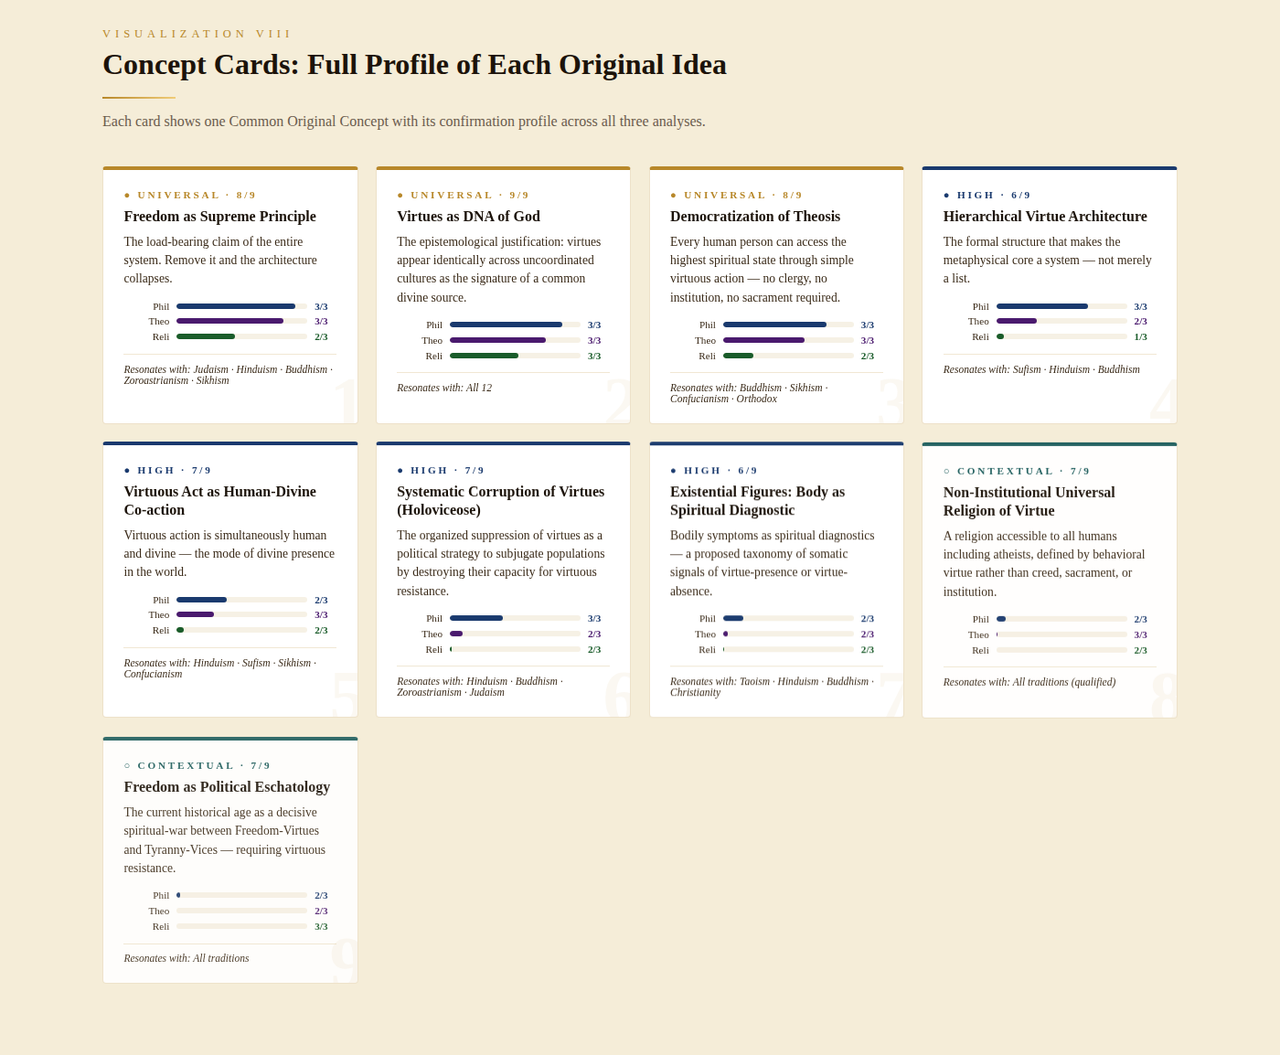 VISUALIZATION VIII
Concept Cards: Full Profile of Each Original Idea
Each card shows one Common Original Concept with its confirmation profile across all three analyses.
● UNIVERSAL · 8/9
Freedom as Supreme Principle
The load-bearing claim of the entire
system. Remove it and the architecture
collapses.
Phil 3/3
Theo 3/3
Reli 2/3
Resonates with: Judaism · Hinduism · Buddhism ·
Zoroastrianism · Sikhism
1
● UNIVERSAL · 9/9
Virtues as DNA of God
The epistemological justification: virtues
appear identically across uncoordinated
cultures as the signature of a common
divine source.
Phil 3/3
Theo 3/3
Reli 3/3
Resonates with: All 12
2
● UNIVERSAL · 8/9
Democratization of Theosis
Every human person can access the
highest spiritual state through simple
virtuous action — no clergy, no
institution, no sacrament required.
Phil 3/3
Theo 3/3
Reli 2/3
Resonates with: Buddhism · Sikhism ·
Confucianism · Orthodox
3
● HIGH · 6/9
Hierarchical Virtue Architecture
The formal structure that makes the
metaphysical core a system — not merely
a list.
Phil 3/3
Theo 2/3
Reli 1/3
Resonates with: Sufism · Hinduism · Buddhism
4
● HIGH · 7/9
Virtuous Act as Human-Divine
Co-action
Virtuous action is simultaneously human
and divine — the mode of divine presence
in the world.
Phil 2/3
Theo 3/3
Reli 2/3
Resonates with: Hinduism · Sufism · Sikhism ·
Confucianism
5
● HIGH · 7/9
Systematic Corruption of Virtues
(Holoviceose)
The organized suppression of virtues as a
political strategy to subjugate populations
by destroying their capacity for virtuous
resistance.
Phil 3/3
Theo 2/3
Reli 2/3
Resonates with: Hinduism · Buddhism ·
Zoroastrianism · Judaism
6
● HIGH · 6/9
Existential Figures: Body as
Spiritual Diagnostic
Bodily symptoms as spiritual diagnostics
— a proposed taxonomy of somatic
signals of virtue-presence or virtue-
absence.
Phil 2/3
Theo 2/3
Reli 2/3
Resonates with: Taoism · Hinduism · Buddhism ·
Christianity
7
○ CONTEXTUAL · 7/9
Non-Institutional Universal
Religion of Virtue
A religion accessible to all humans
including atheists, defined by behavioral
virtue rather than creed, sacrament, or
institution.
Phil 2/3
Theo 3/3
Reli 2/3
Resonates with: All traditions (qualified)
8
○ CONTEXTUAL · 7/9
Freedom as Political Eschatology
The current historical age as a decisive
spiritual-war between Freedom-Virtues
and Tyranny-Vices — requiring virtuous
resistance.
Phil 2/3
Theo 2/3
Reli 3/3
Resonates with: All traditions
9